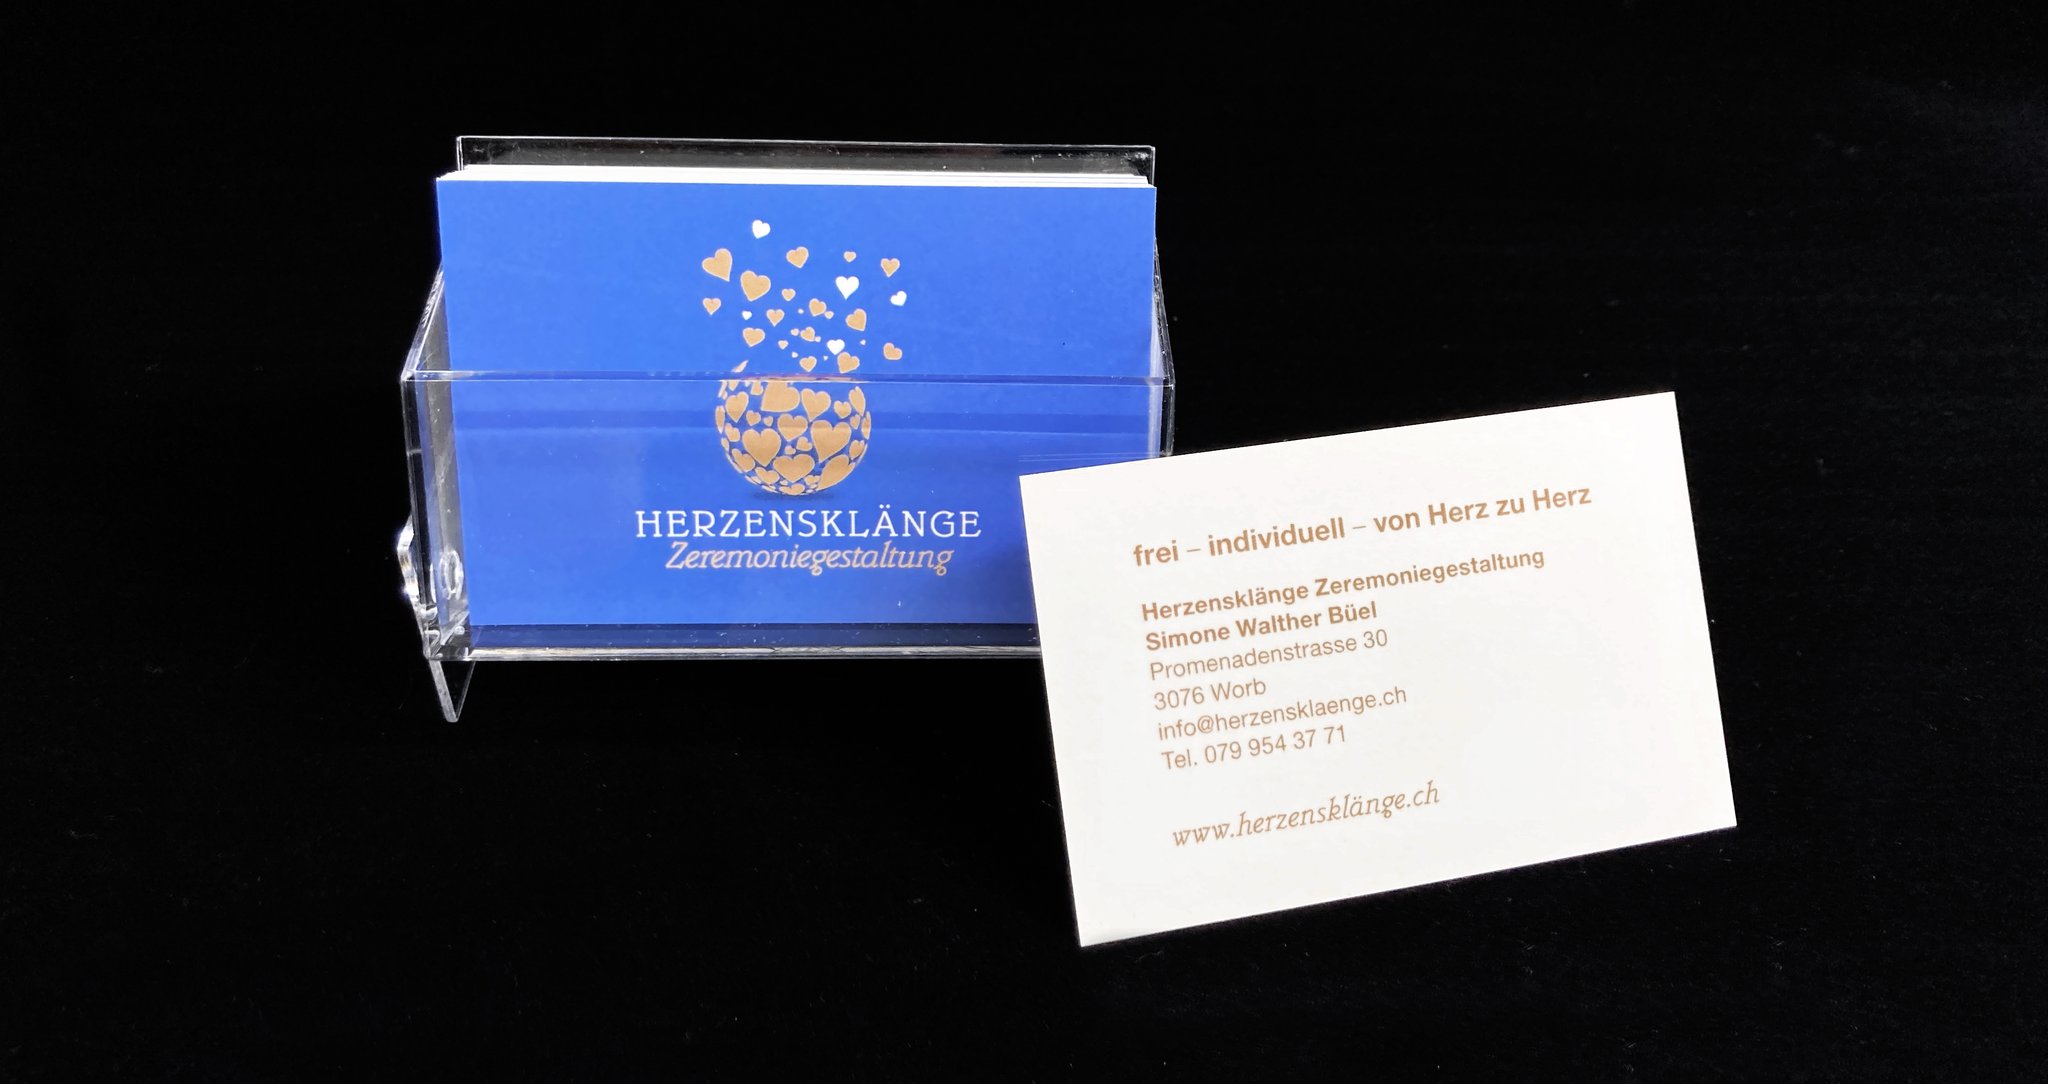 HERZENSKLÄNGE
Zeremoniegestaltung
frei – individuell – von Herz zu Herz
Herzensklänge Zeremoniegestaltung
Simone Walther Büel
Promenadenstrasse 30
3076 Worb
info@herzensklaenge.ch
Tel. 079 954 37 71
www.herzensklänge.ch